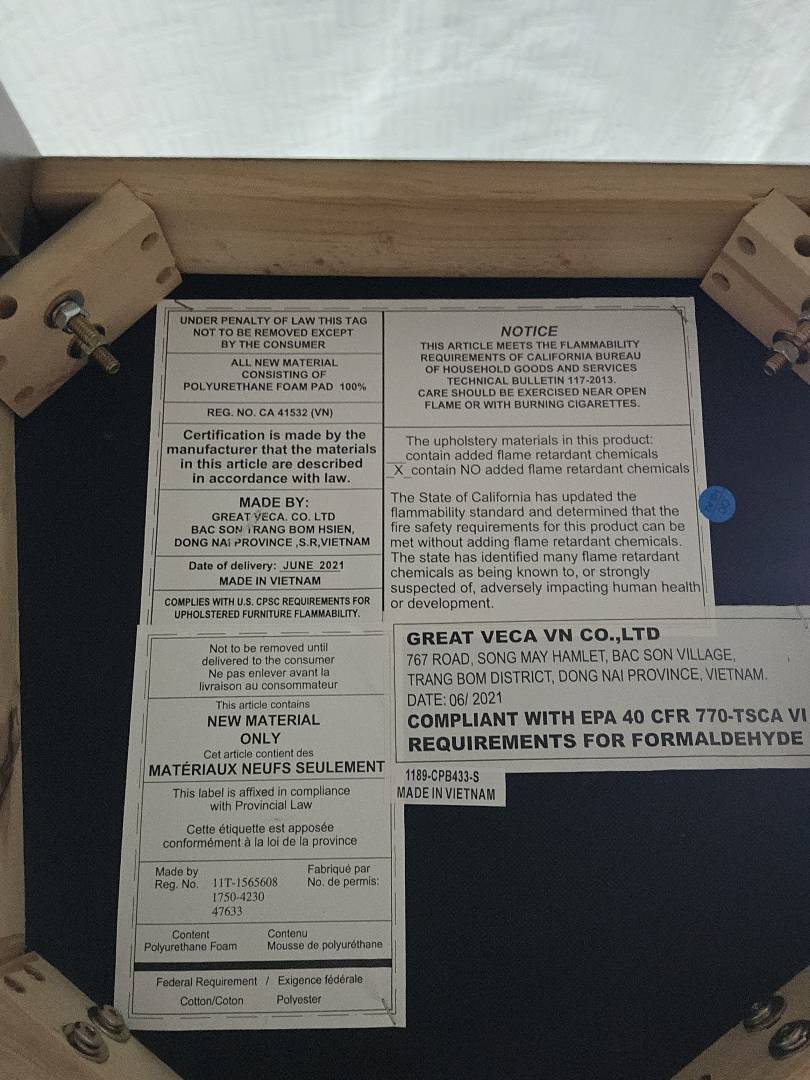 UNDER PENALTY OF LAW THIS TAG
NOT TO BE REMOVED EXCEPT
BY THE CONSUMER
ALL NEW MATERIAL
CONSISTING OF
POLYURETHANE FOAM PAD 100%
REG. NO. CA 41532 (VN)
Certification is made by the
manufacturer that the materials
in this article are described
in accordance with law.
MADE BY:
GREAT VECA. CO. LTD
BAC SON TRANG BOM HSIEN,
DONG NAI PROVINCE ,S.R,VIETNAM
Date of delivery: JUNE 2021
MADE IN VIETNAM
COMPLIES WITH U.S. CPSC REQUIREMENTS FOR
UPHOLSTERED FURNITURE FLAMMABILITY.
NOTICE
THIS ARTICLE MEETS THE FLAMMABILITY
REQUIREMENTS OF CALIFORNIA BUREAU
OF HOUSEHOLD GOODS AND SERVICES
TECHNICAL BULLETIN 117-2013.
CARE SHOULD BE EXERCISED NEAR OPEN
FLAME OR WITH BURNING CIGARETTES.
The upholstery materials in this product:
__contain added flame retardant chemicals
_X_contain NO added flame retardant chemicals
The State of California has updated the
flammability standard and determined that the
fire safety requirements for this product can be
met without adding flame retardant chemicals.
The state has identified many flame retardant
chemicals as being known to, or strongly
suspected of, adversely impacting human health
or development.
Not to be removed until
delivered to the consumer
Ne pas enlever avant la
livraison au consommateur
This article contains
NEW MATERIAL
ONLY
Cet article contient des
MATÉRIAUX NEUFS SEULEMENT
This label is affixed in compliance
with Provincial Law
Cette étiquette est apposée
conformément à la loi de la province
Made by Fabriqué par
Reg. No. 11T-1565608 No. de permis:
1750-4230
47633
Content Contenu
Polyurethane Foam Mousse de polyuréthane
Federal Requirement / Exigence fédérale
Cotton/Coton Polyester
GREAT VECA VN CO.,LTD
767 ROAD, SONG MAY HAMLET, BAC SON VILLAGE,
TRANG BOM DISTRICT, DONG NAI PROVINCE, VIETNAM.
DATE: 06/ 2021
COMPLIANT WITH EPA 40 CFR 770-TSCA VI
REQUIREMENTS FOR FORMALDEHYDE
1189-CPB433-S
MADE IN VIETNAM